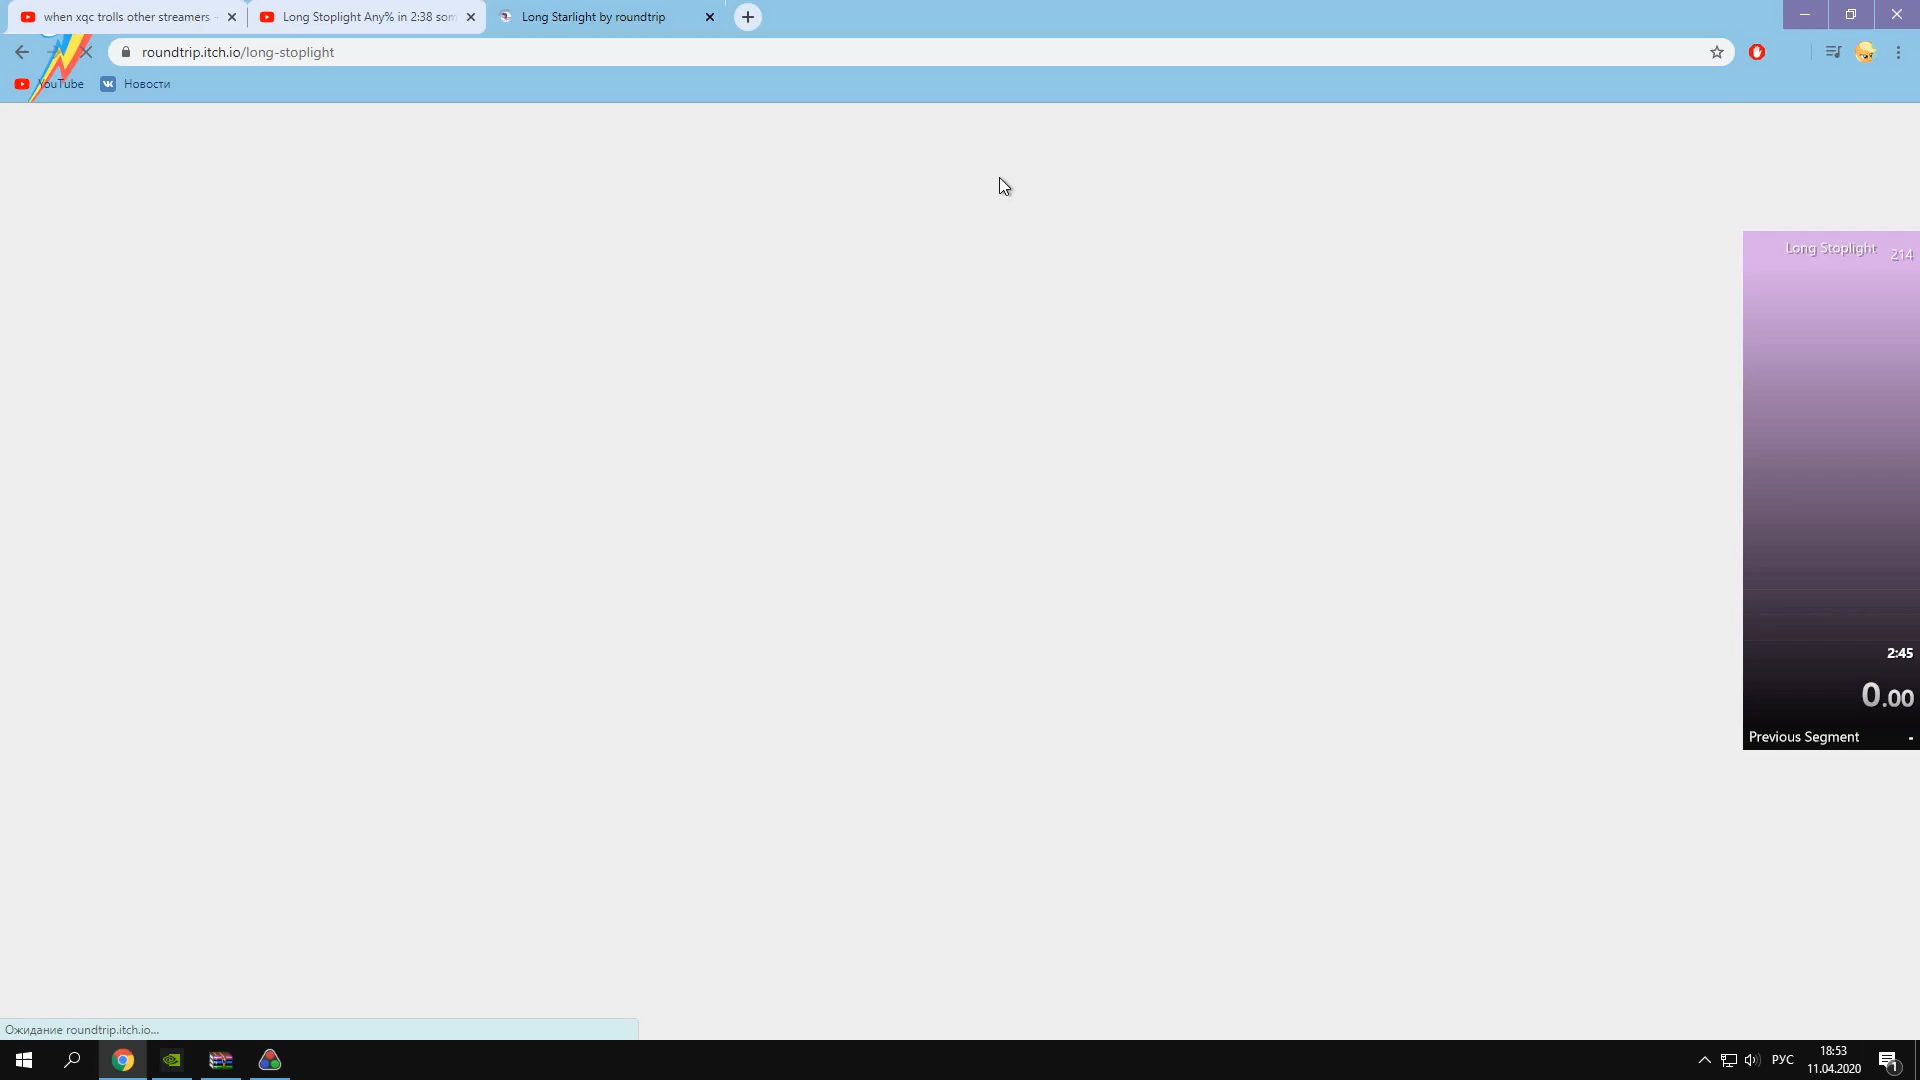 when xqc trolls other streamers -
Long Stoplight Any% in 2:38 som
Long Starlight by roundtrip
roundtrip.itch.io/long-stoplight
YouTube
Новости
Long Stoplight
214
2:45
0.00
Previous Segment -
Ожидание roundtrip.itch.io...
РУС
18:53
11.04.2020
1